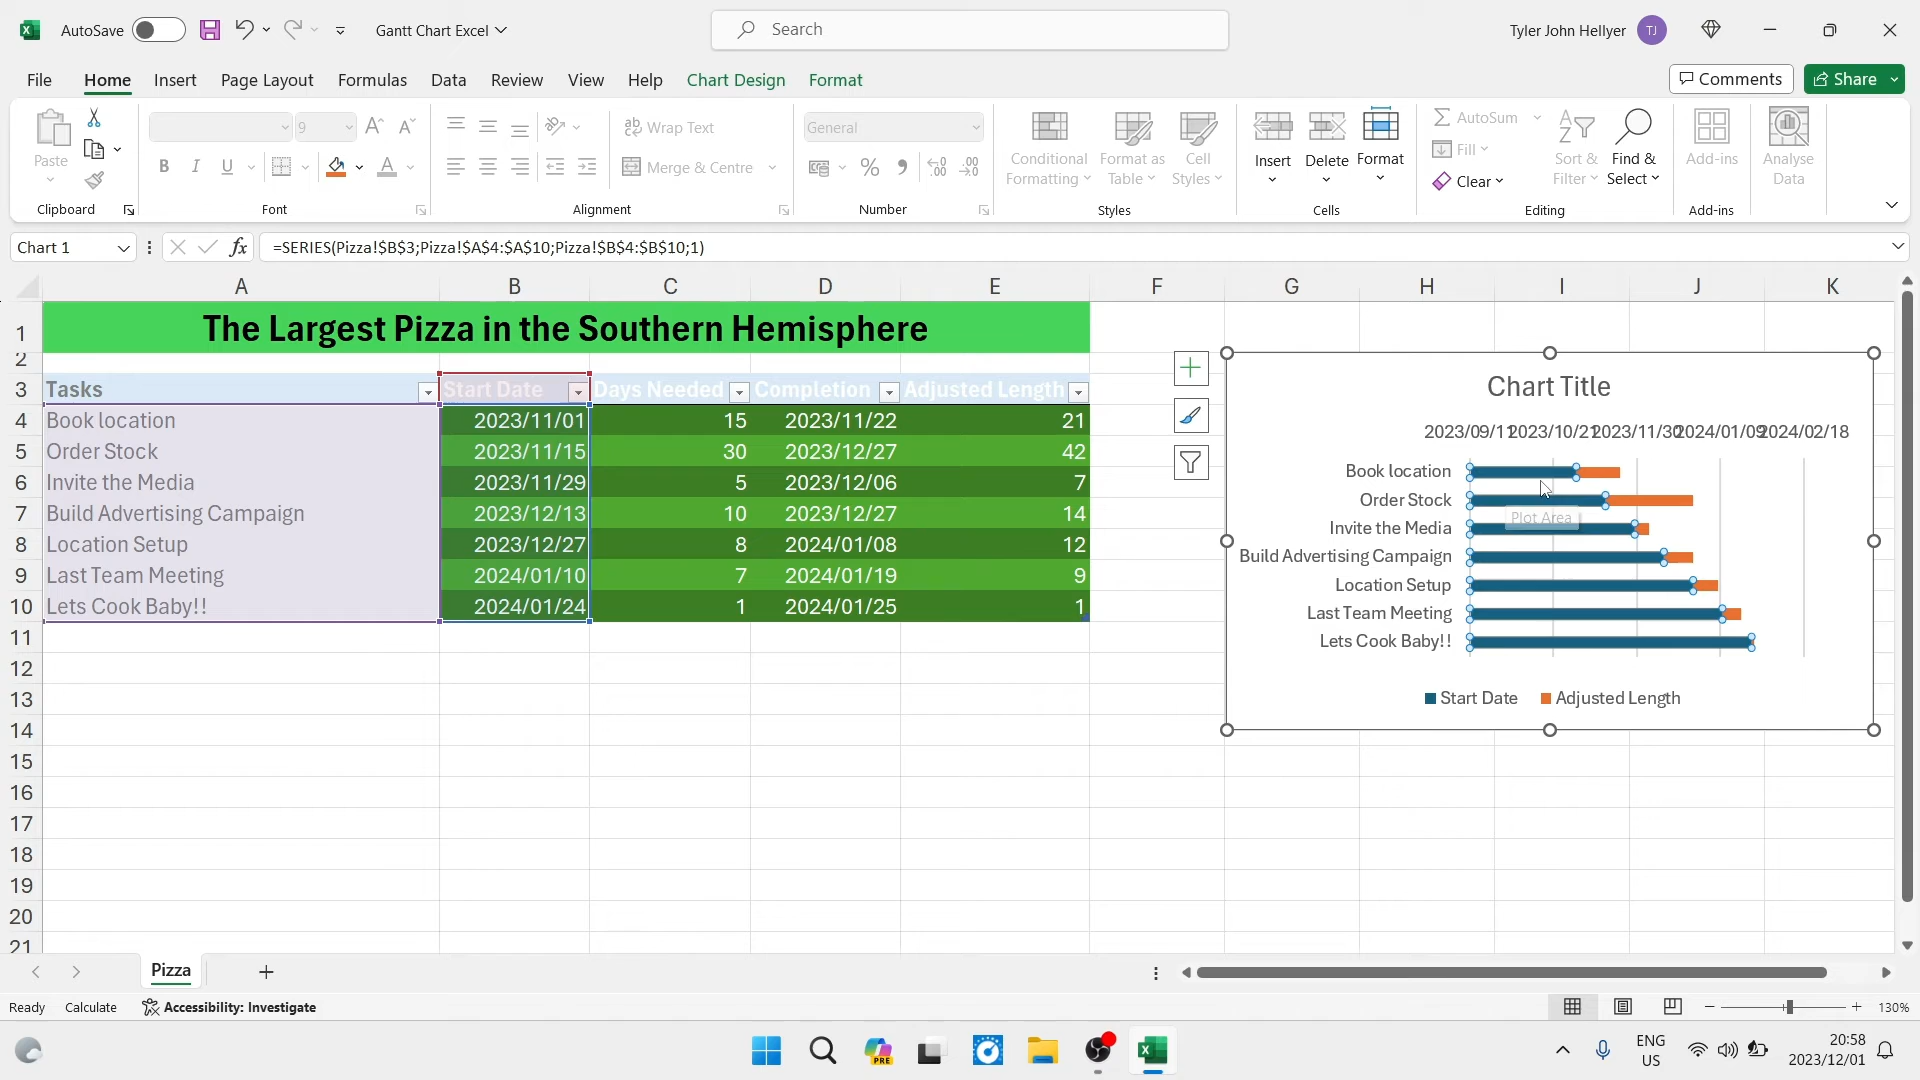 AutoSave
Gantt Chart Excel
Search
Tyler John Hellyer
TJ
File
Home
Insert
Page Layout
Formulas
Data
Review
View
Help
Chart Design
Format
Comments
Share
Paste
Clipboard
9
B I U
A
Font
ab Wrap Text
Merge & Centre
Alignment
General
%
Number
Conditional Formatting
Format as Table
Cell Styles
Styles
Insert
Delete
Format
Cells
AutoSum
Fill
Clear
Sort & Filter
Find & Select
Editing
Add-ins
Add-ins
Analyse Data
Chart 1
fx
=SERIES(Pizza!$B$3;Pizza!$A$4:$A$10;Pizza!$B$4:$B$10;1)
A B C D E F G H I J K
1 The Largest Pizza in the Southern Hemisphere
2
3 Tasks Start Date Days Needed Completion Adjusted Length
4 Book location 2023/11/01 15 2023/11/22 21
5 Order Stock 2023/11/15 30 2023/12/27 42
6 Invite the Media 2023/11/29 5 2023/12/06 7
7 Build Advertising Campaign 2023/12/13 10 2023/12/27 14
8 Location Setup 2023/12/27 8 2024/01/08 12
9 Last Team Meeting 2024/01/10 7 2024/01/19 9
10 Lets Cook Baby!! 2024/01/24 1 2024/01/25 1
11
12
13
14
15
16
17
18
19
20
21
Chart Title
2023/09/11 2023/10/21 2023/11/30 2024/01/09 2024/02/18
Book location
Order Stock
Plot Area
Invite the Media
Build Advertising Campaign
Location Setup
Last Team Meeting
Lets Cook Baby!!
Start Date Adjusted Length
Pizza
Ready
Calculate
Accessibility: Investigate
130%
PRE
ENG
US
20:58
2023/12/01